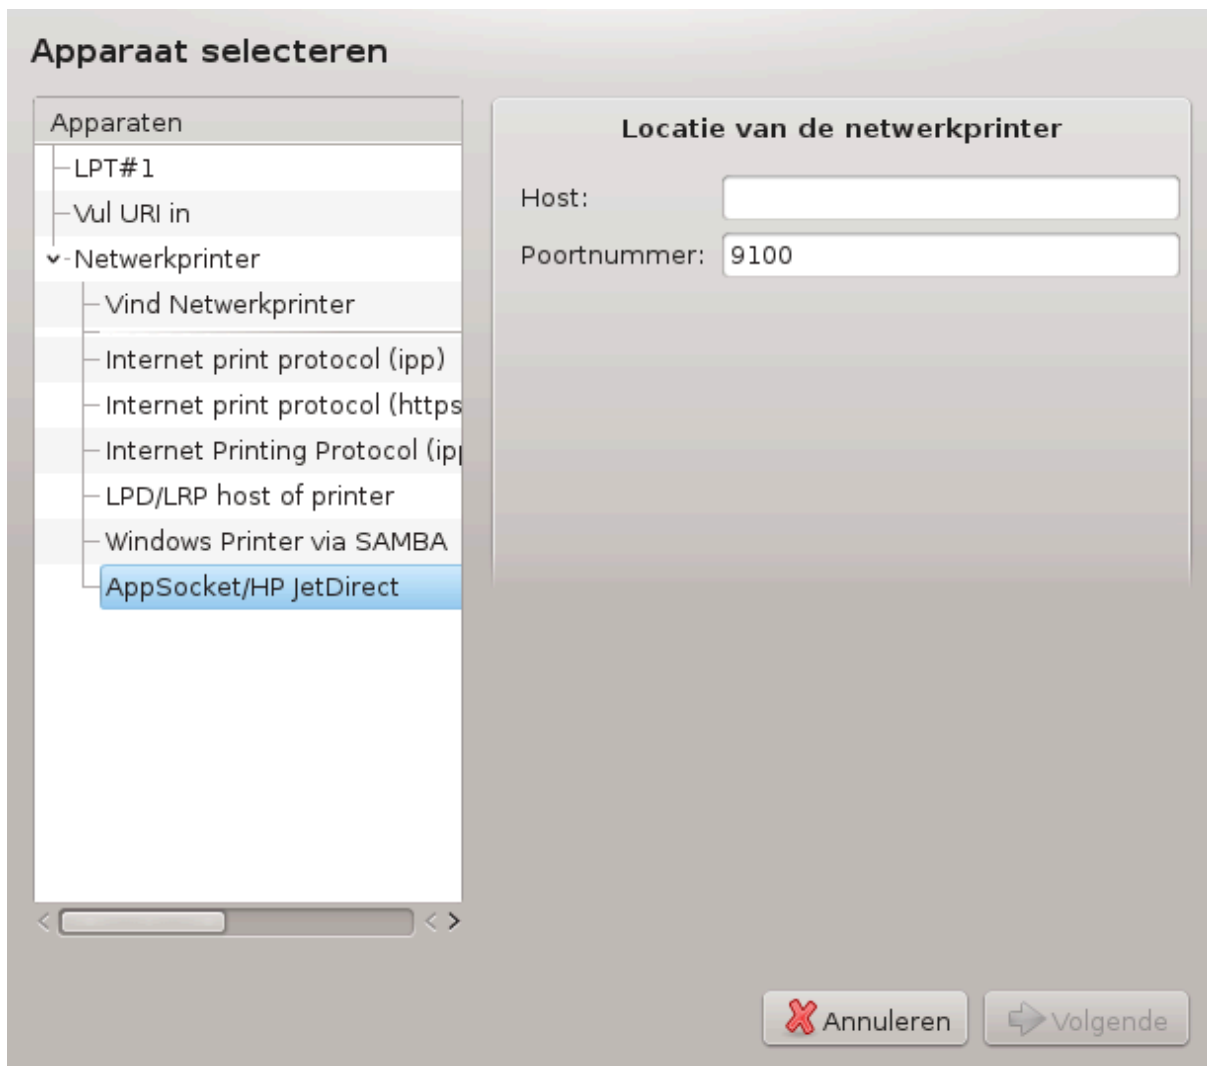 Apparaat selecteren
Apparaten
LPT#1
Vul URI in
Netwerkprinter
Vind Netwerkprinter
Internet print protocol (ipp)
Internet print protocol (https
Internet Printing Protocol (ipp
LPD/LRP host of printer
Windows Printer via SAMBA
AppSocket/HP JetDirect
Locatie van de netwerkprinter
Host:
Poortnummer: 9100
Annuleren
Volgende